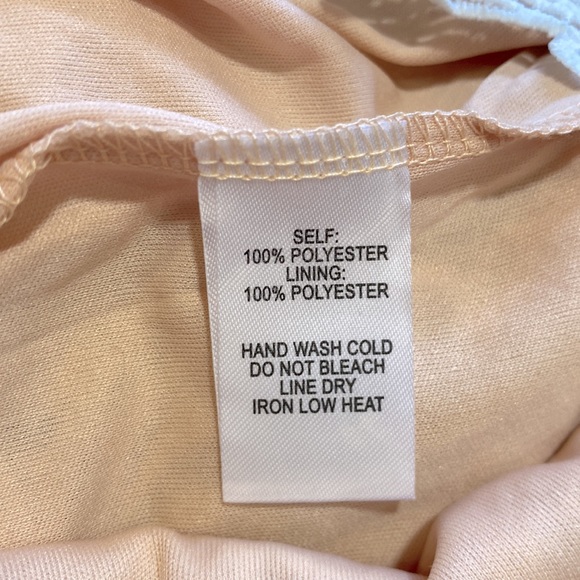 SELF:
100% POLYESTER
LINING:
100% POLYESTER
HAND WASH COLD
DO NOT BLEACH
LINE DRY
IRON LOW HEAT